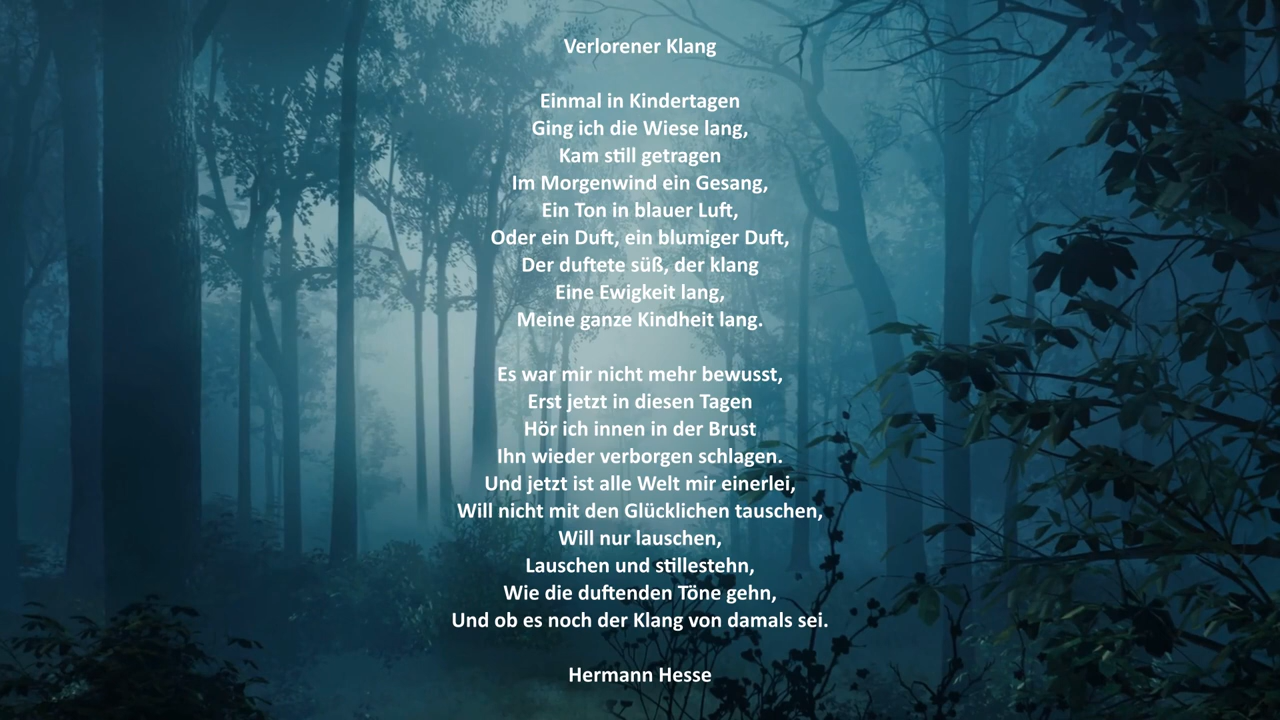 Verlorener Klang
Einmal in Kindertagen
Ging ich die Wiese lang,
Kam still getragen
Im Morgenwind ein Gesang,
Ein Ton in blauer Luft,
Oder ein Duft, ein blumiger Duft,
Der duftete süß, der klang
Eine Ewigkeit lang,
Meine ganze Kindheit lang.
Es war mir nicht mehr bewusst,
Erst jetzt in diesen Tagen
Hör ich innen in der Brust
Ihn wieder verborgen schlagen.
Und jetzt ist alle Welt mir einerlei,
Will nicht mit den Glücklichen tauschen,
Will nur lauschen,
Lauschen und stillestehn,
Wie die duftenden Töne gehn,
Und ob es noch der Klang von damals sei.
Hermann Hesse